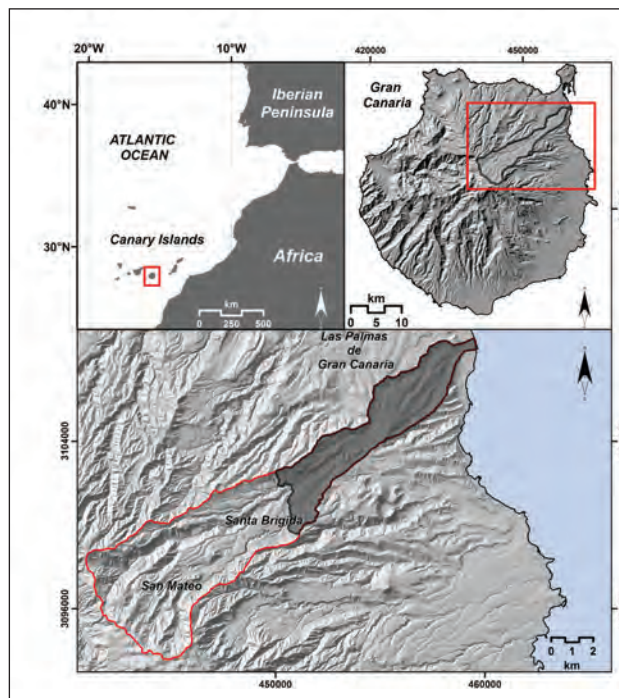 20°W
10°W
420000
450000
40°N
30°N
Iberian
Peninsula
ATLANTIC
OCEAN
Canary Islands
Africa
km
0 250 500
Gran
Canaria
km
0 5 10
Las Palmas
de
Gran Canaria
3104000
3096000
Santa Brígida
San Mateo
0 1 2
km
450000
460000